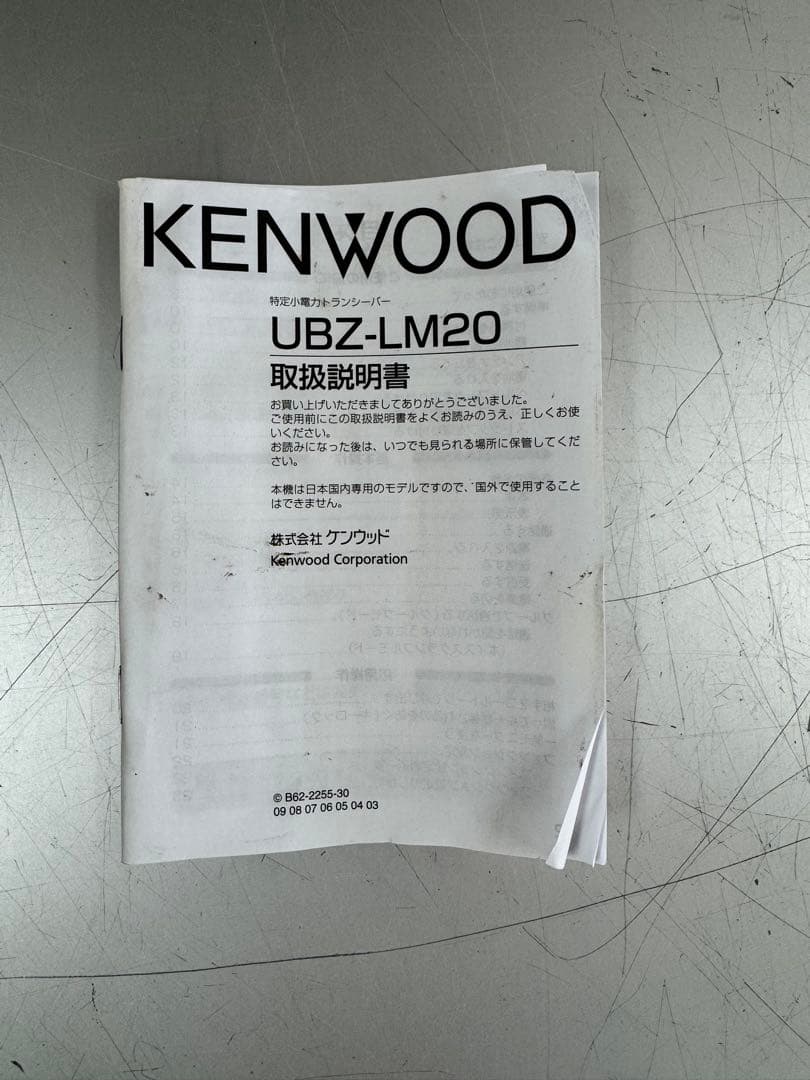 KENWOOD
特定小電力トランシーバー
UBZ-LM20
取扱説明書
お買い上げいただきましてありがとうございました。
ご使用前にこの取扱説明書をよくお読みのうえ、正しくお使
いください。
お読みになった後は、いつでも見られる場所に保管してくだ
さい。
本機は日本国内専用のモデルですので、国外で使用すること
はできません。
株式会社 ケンウッド
Kenwood Corporation
© B62-2255-30
09 08 07 06 05 04 03